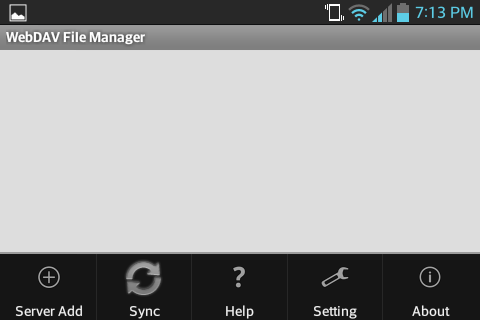 7:13 PM
WebDAV File Manager
Server Add
Sync
Help
Setting
About